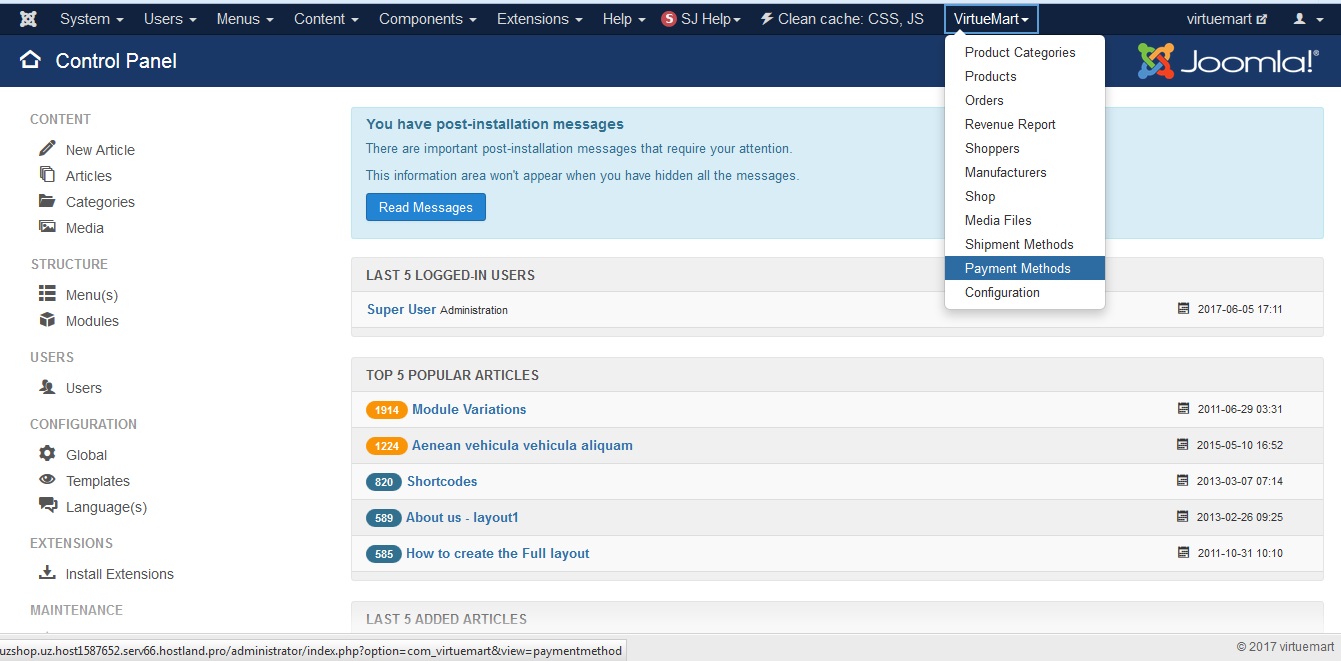 System Users Menus Content Components Extensions Help S SJ Help Clean cache: CSS, JS VirtueMart virtuemart
Control Panel
Joomla!®
Product Categories
Products
Orders
Revenue Report
Shoppers
Manufacturers
Shop
Media Files
Shipment Methods
Payment Methods
Configuration
CONTENT
New Article
Articles
Categories
Media
STRUCTURE
Menu(s)
Modules
USERS
Users
CONFIGURATION
Global
Templates
Language(s)
EXTENSIONS
Install Extensions
MAINTENANCE
You have post-installation messages
There are important post-installation messages that require your attention.
This information area won't appear when you have hidden all the messages.
Read Messages
LAST 5 LOGGED-IN USERS
Super User Administration 2017-06-05 17:11
TOP 5 POPULAR ARTICLES
1914 Module Variations 2011-06-29 03:31
1224 Aenean vehicula vehicula aliquam 2015-05-10 16:52
820 Shortcodes 2013-03-07 07:14
589 About us - layout1 2013-02-26 09:25
585 How to create the Full layout 2011-10-31 10:10
LAST 5 ADDED ARTICLES
uzshop.uz.host1587652.serv66.hostland.pro/administrator/index.php?option=com_virtuemart&view=paymentmethod
© 2017 virtuemart